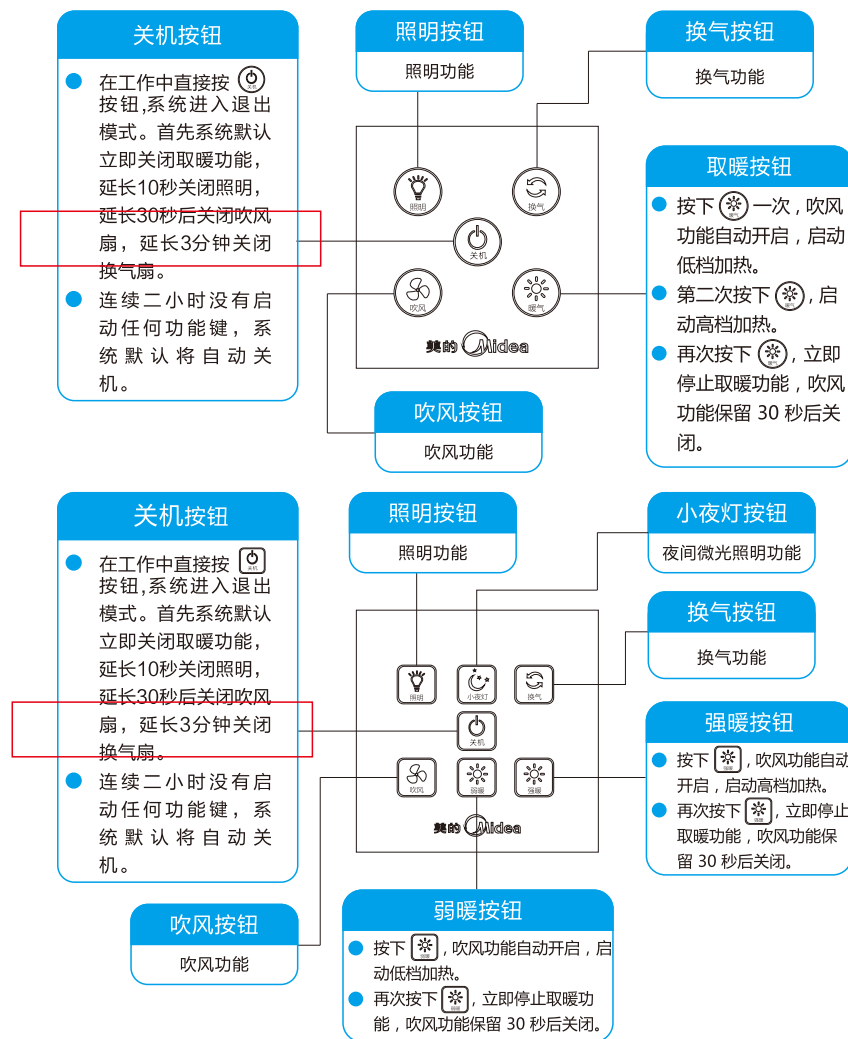 关机按钮
在工作中直接按 关机
按钮,系统进入退出
模式。首先系统默认
立即关闭取暖功能，
延长10秒关闭照明，
延长30秒后关闭吹风
扇，延长3分钟关闭
换气扇。
连续二小时没有启
动任何功能键，系
统默认将自动关
机。
照明按钮
照明功能
换气按钮
换气功能
照明
换气
关机
吹风
暖气
美的 Midea
取暖按钮
按下 暖气 一次，吹风
功能自动开启，启动
低档加热。
第二次按下 暖气，启
动高档加热。
再次按下 暖气，立即
停止取暖功能，吹风
功能保留 30 秒后关
闭。
吹风按钮
吹风功能
关机按钮
在工作中直接按 关机
按钮,系统进入退出
模式。首先系统默认
立即关闭取暖功能，
延长10秒关闭照明，
延长30秒后关闭吹风
扇，延长3分钟关闭
换气扇。
连续二小时没有启
动任何功能键，系
统默认将自动关
机。
照明按钮
照明功能
小夜灯按钮
夜间微光照明功能
换气按钮
换气功能
照明
小夜灯
换气
关机
吹风
弱暖
强暖
美的 Midea
强暖按钮
按下 强暖，吹风功能自动
开启，启动高档加热。
再次按下 强暖，立即停止
取暖功能，吹风功能保
留 30 秒后关闭。
吹风按钮
吹风功能
弱暖按钮
按下 弱暖，吹风功能自动开启，启
动低档加热。
再次按下 弱暖，立即停止取暖功
能，吹风功能保留 30 秒后关闭。